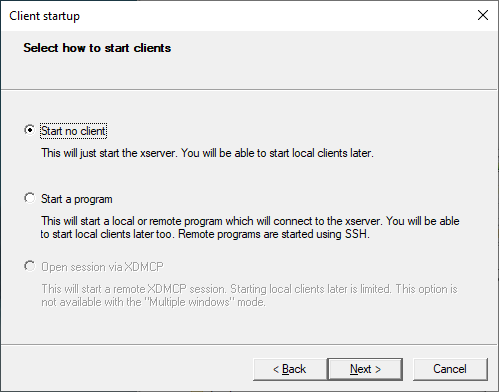 Client startup
Select how to start clients
Start no client
This will just start the xserver. You will be able to start local clients later.
Start a program
This will start a local or remote program which will connect to the xserver. You will be able
to start local clients later too. Remote programs are started using SSH.
Open session via XDMCP
This will start a remote XDMCP session. Starting local clients later is limited. This option is
not available with the "Multiple windows" mode.
< Back
Next >
Cancel